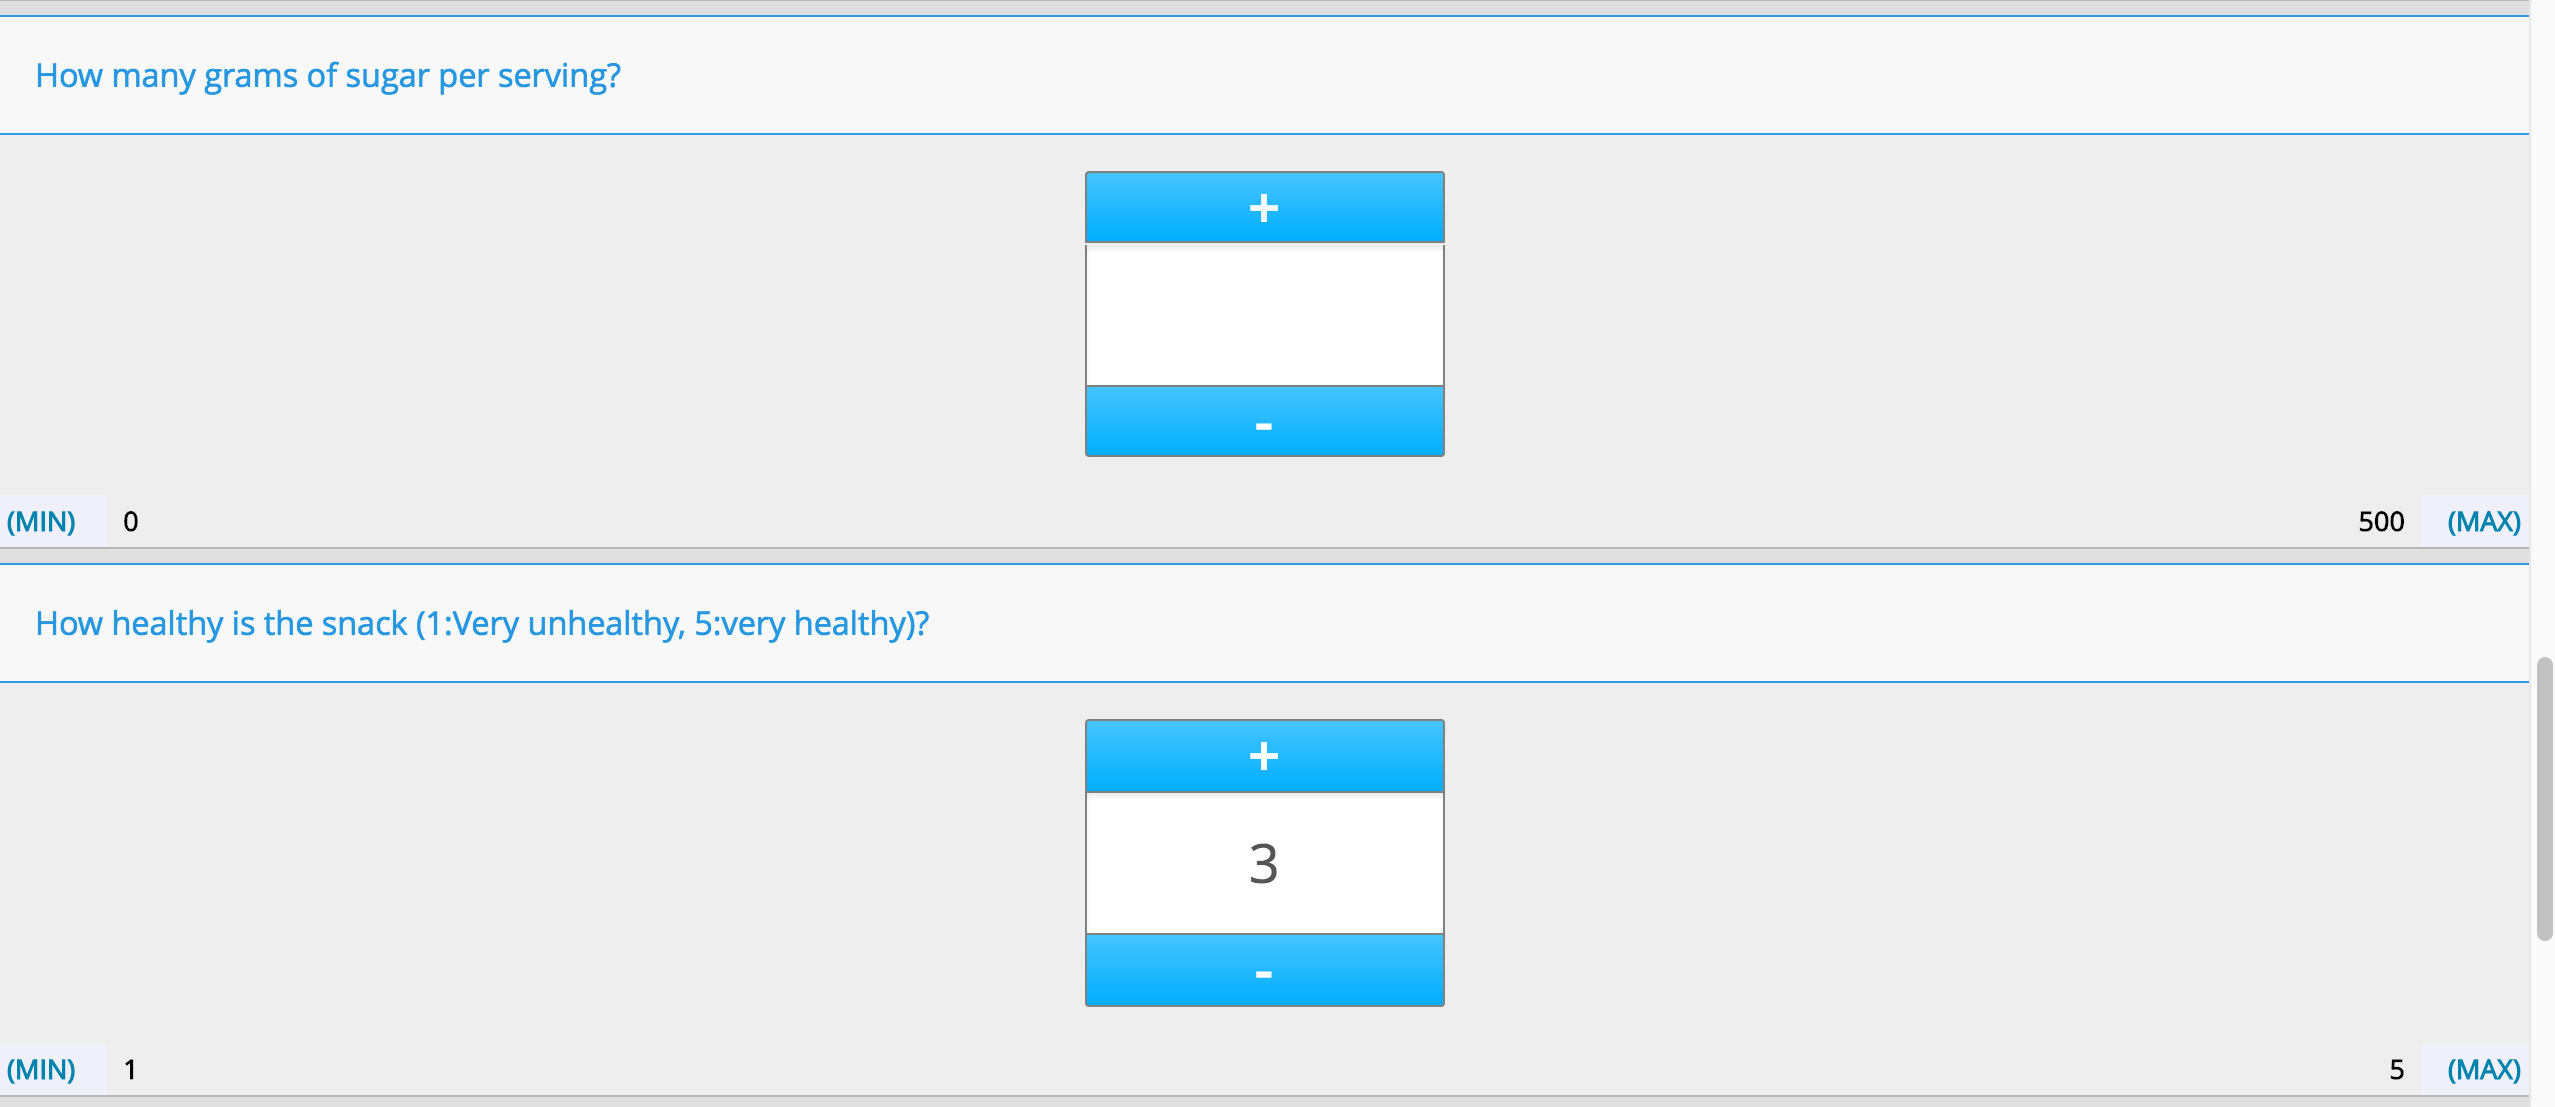 How many grams of sugar per serving?
+
-
(MIN) 0 500 (MAX)
How healthy is the snack (1:Very unhealthy, 5:very healthy)?
+
3
-
(MIN) 1 5 (MAX)